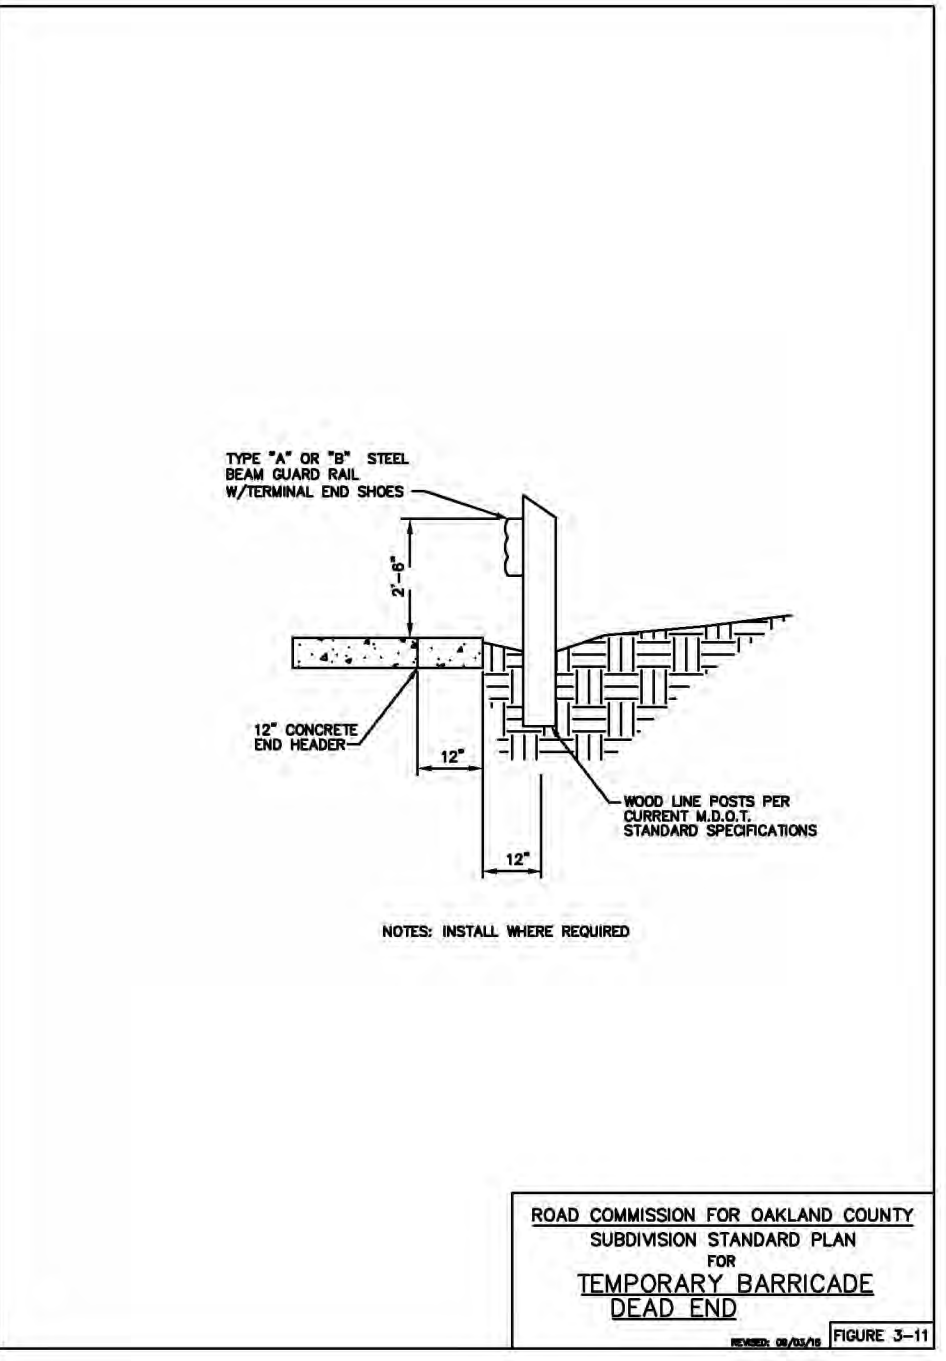 TYPE "A" OR "B" STEEL
BEAM GUARD RAIL
W/TERMINAL END SHOES
2'-6"
12" CONCRETE
END HEADER
12"
WOOD LINE POSTS PER
CURRENT M.D.O.T.
STANDARD SPECIFICATIONS
12"
NOTES: INSTALL WHERE REQUIRED
ROAD COMMISSION FOR OAKLAND COUNTY
SUBDIVISION STANDARD PLAN
FOR
TEMPORARY BARRICADE
DEAD END
REVISED:
FIGURE 3-11